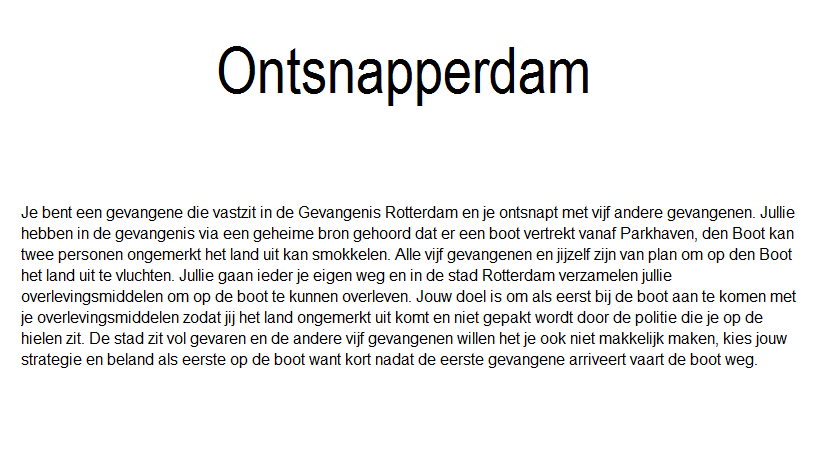 Ontsnapperdam
Je bent een gevangene die vastzit in de Gevangenis Rotterdam en je ontsnapt met vijf andere gevangenen. Jullie
hebben in de gevangenis via een geheime bron gehoord dat er een boot vertrekt vanaf Parkhaven, den Boot kan
twee personen ongemerkt het land uit kan smokkelen. Alle vijf gevangenen en jijzelf zijn van plan om op den Boot
het land uit te vluchten. Jullie gaan ieder je eigen weg en in de stad Rotterdam verzamelen jullie
overlevingsmiddelen om op de boot te kunnen overleven. Jouw doel is om als eerst bij de boot aan te komen met
je overlevingsmiddelen zodat jij het land ongemerkt uit komt en niet gepakt wordt door de politie die je op de
hielen zit. De stad zit vol gevaren en de andere vijf gevangenen willen het je ook niet makkelijk maken, kies jouw
strategie en beland als eerste op de boot want kort nadat de eerste gevangene arriveert vaart de boot weg.